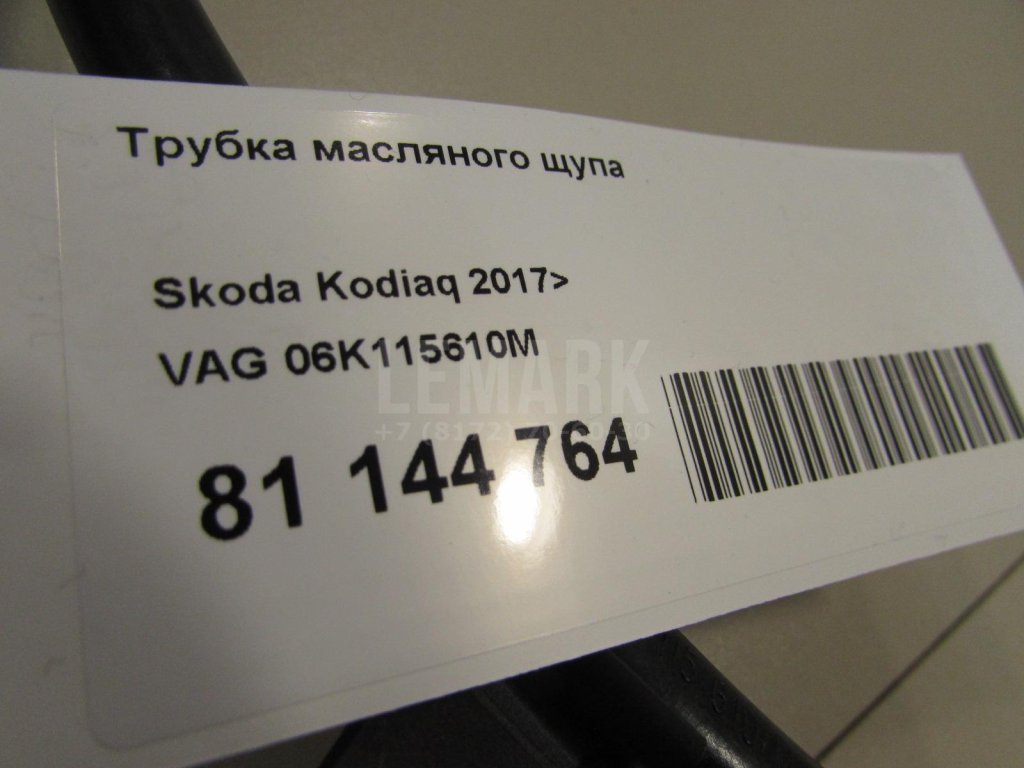 Трубка масляного щупа
Skoda Kodiaq 2017>
VAG 06K115610M
LEMARK
81 144 764